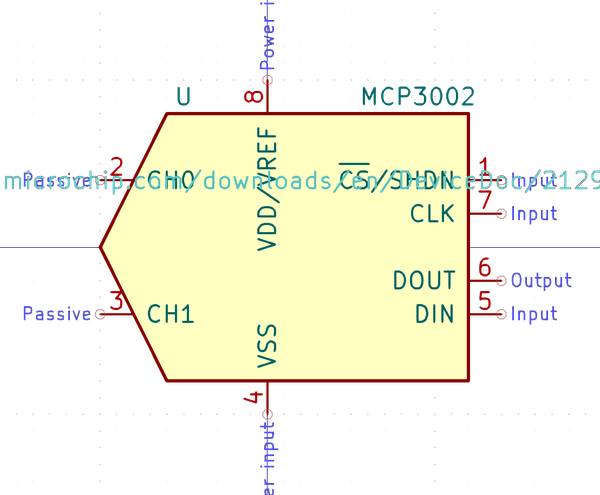 Power i
8
U
MCP3002
VDD/VREF
Passive
2
CH0
CS/SHDN
1
Input
microchip.com/downloads/en/DeviceDoc/2129
CLK
7
Input
DOUT
6
Output
Passive
3
CH1
DIN
5
Input
VSS
4
er input